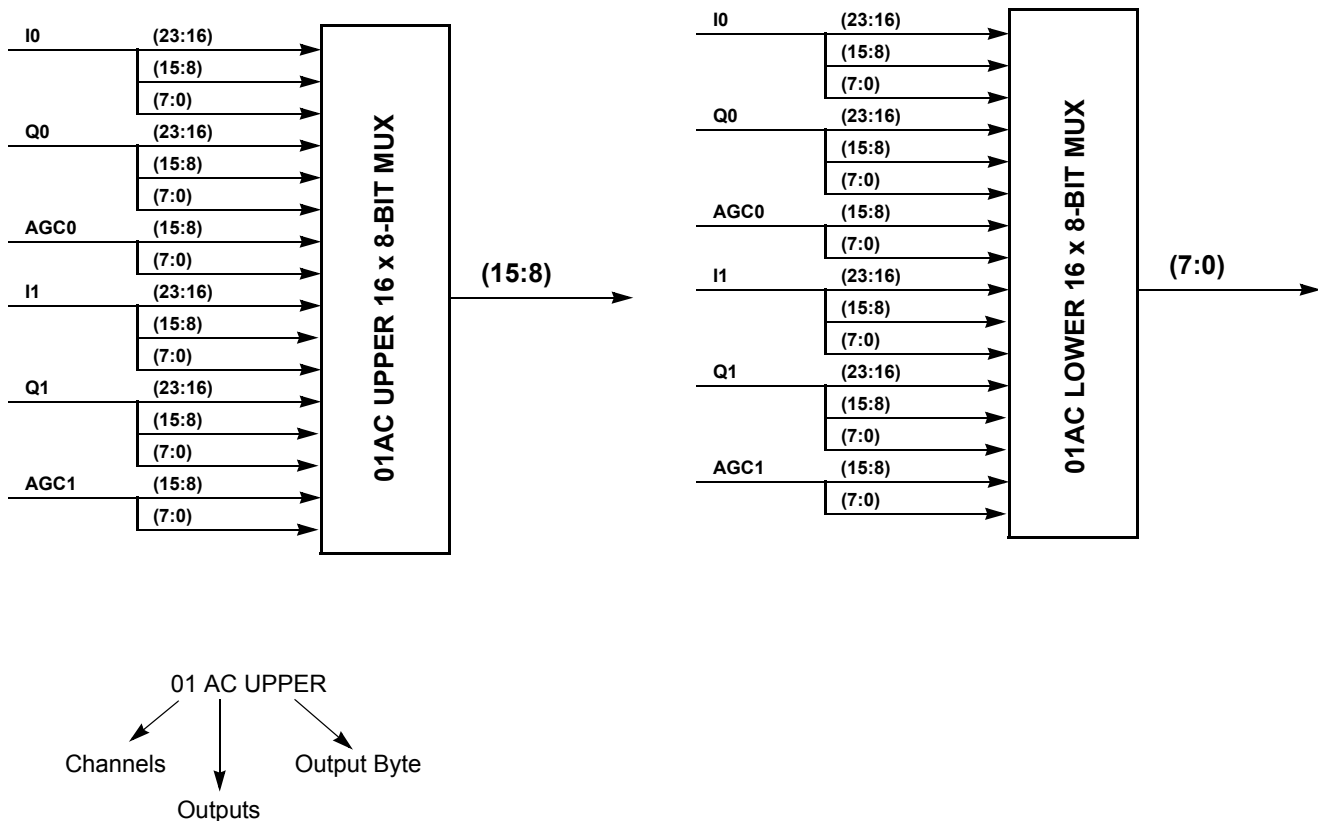 I0 (23:16)
(15:8)
(7:0)
Q0 (23:16)
(15:8)
(7:0)
AGC0 (15:8)
(7:0)
I1 (23:16)
(15:8)
(7:0)
Q1 (23:16)
(15:8)
(7:0)
AGC1 (15:8)
(7:0)
01AC UPPER 16 x 8-BIT MUX
(15:8)
I0 (23:16)
(15:8)
(7:0)
Q0 (23:16)
(15:8)
(7:0)
AGC0 (15:8)
(7:0)
I1 (23:16)
(15:8)
(7:0)
Q1 (23:16)
(15:8)
(7:0)
AGC1 (15:8)
(7:0)
01AC LOWER 16 x 8-BIT MUX
(7:0)
01 AC UPPER
Channels Output Byte
Outputs